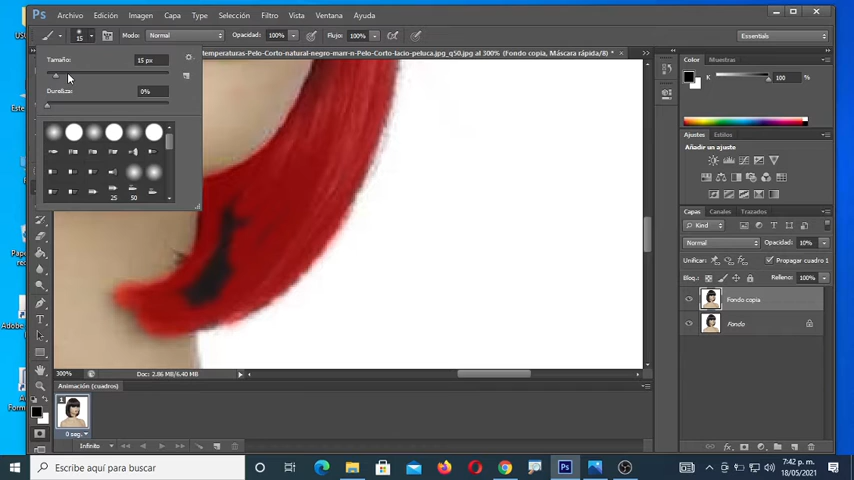 Ps Archivo Edición Imagen Capa Type Selección Filtro Vista Ventana Ayuda
15 Modo: Normal Opacidad: 100% Flujo: 100% Essentials
temperaturas-Pelo-Corto-natural-negro-marr-n-Pelo-Corto-lacio-peluca.jpg_q50.jpg al 300% (Fondo copia, Máscara rápida/8) *
Tamaño: 15 px
Dureza: 0%
25 50
Color Muestras
K 100 %
Ajustes Estilos
Añadir un ajuste
Capas Canales Trazados
Kind
Normal Opacidad: 10%
Unificar: Propagar cuadro 1
Bloq.: Relleno: 100%
Fondo copia
Fondo
300% Doc: 2.86 MB/6.40 MB
Animación (cuadros)
1
0 seg.
Infinito
Escribe aquí para buscar
Ps
7:42 p. m.
18/05/2021